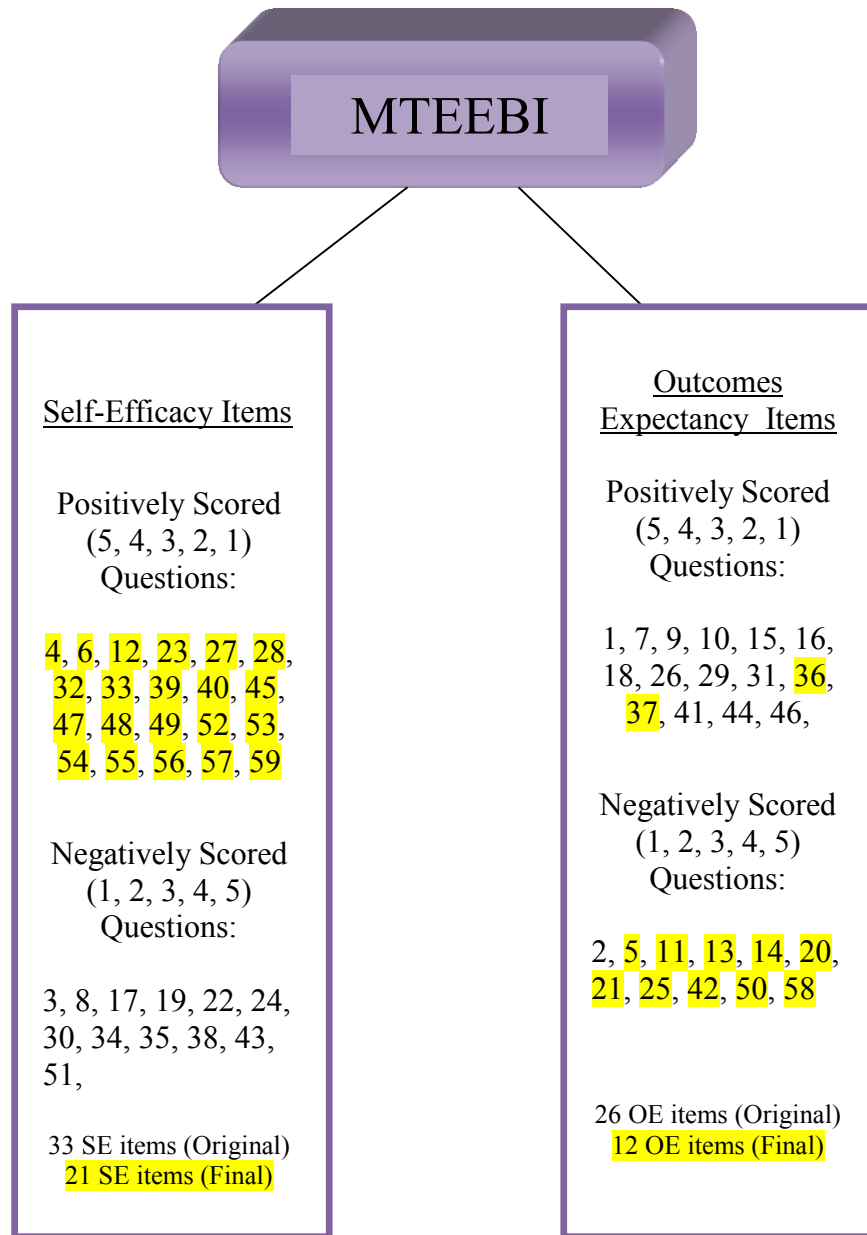 MTEEBI
Self-Efficacy Items
Positively Scored
(5, 4, 3, 2, 1)
Questions:
4, 6, 12, 23, 27, 28,
32, 33, 39, 40, 45,
47, 48, 49, 52, 53,
54, 55, 56, 57, 59
Negatively Scored
(1, 2, 3, 4, 5)
Questions:
3, 8, 17, 19, 22, 24,
30, 34, 35, 38, 43,
51,
33 SE items (Original)
21 SE items (Final)
Outcomes
Expectancy Items
Positively Scored
(5, 4, 3, 2, 1)
Questions:
1, 7, 9, 10, 15, 16,
18, 26, 29, 31, 36,
37, 41, 44, 46,
Negatively Scored
(1, 2, 3, 4, 5)
Questions:
2, 5, 11, 13, 14, 20,
21, 25, 42, 50, 58
26 OE items (Original)
12 OE items (Final)